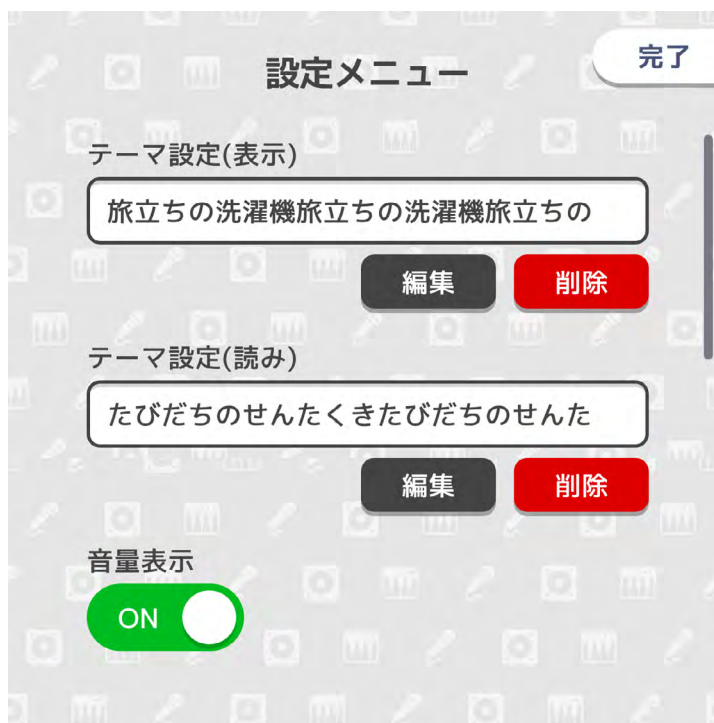 設定メニュー
完了
テーマ設定(表示)
旅立ちの洗濯機旅立ちの洗濯機旅立ちの
編集
削除
テーマ設定(読み)
たびだちのせんたくきたびだちのせんた
編集
削除
音量表示
ON